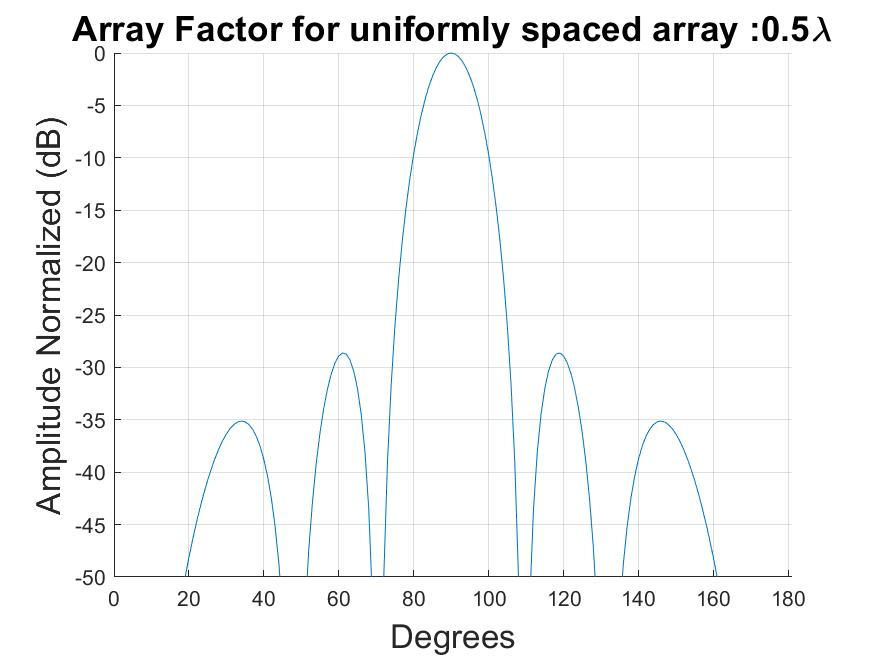 Array Factor for uniformly spaced array :0.5λ
0
-5
-10
-15
-20
-25
-30
-35
-40
-45
-50
Amplitude Normalized (dB)
0 20 40 60 80 100 120 140 160 180
Degrees